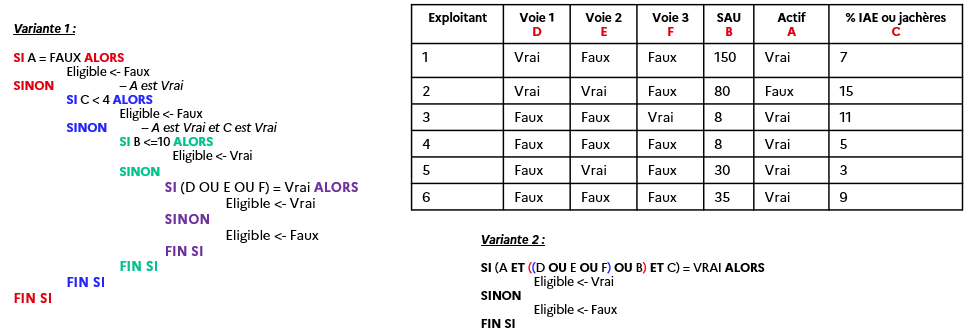 Variante 1 :
SI A = FAUX ALORS
Eligible <- Faux
SINON – A est Vrai
SI C < 4 ALORS
Eligible <- Faux
SINON – A est Vrai et C est Vrai
SI B <=10 ALORS
Eligible <- Vrai
SINON
SI (D OU E OU F) = Vrai ALORS
Eligible <- Vrai
SINON
Eligible <- Faux
FIN SI
FIN SI
FIN SI
FIN SI
Exploitant Voie 1 Voie 2 Voie 3 SAU Actif % IAE ou jachères
D E F B A C
1 Vrai Faux Faux 150 Vrai 7
2 Vrai Vrai Faux 80 Faux 15
3 Faux Faux Vrai 8 Vrai 11
4 Faux Faux Faux 8 Vrai 5
5 Faux Vrai Faux 30 Vrai 3
6 Faux Faux Faux 35 Vrai 9
Variante 2 :
SI (A ET ((D OU E OU F) OU B) ET C) = VRAI ALORS
Eligible <- Vrai
SINON
Eligible <- Faux
FIN SI